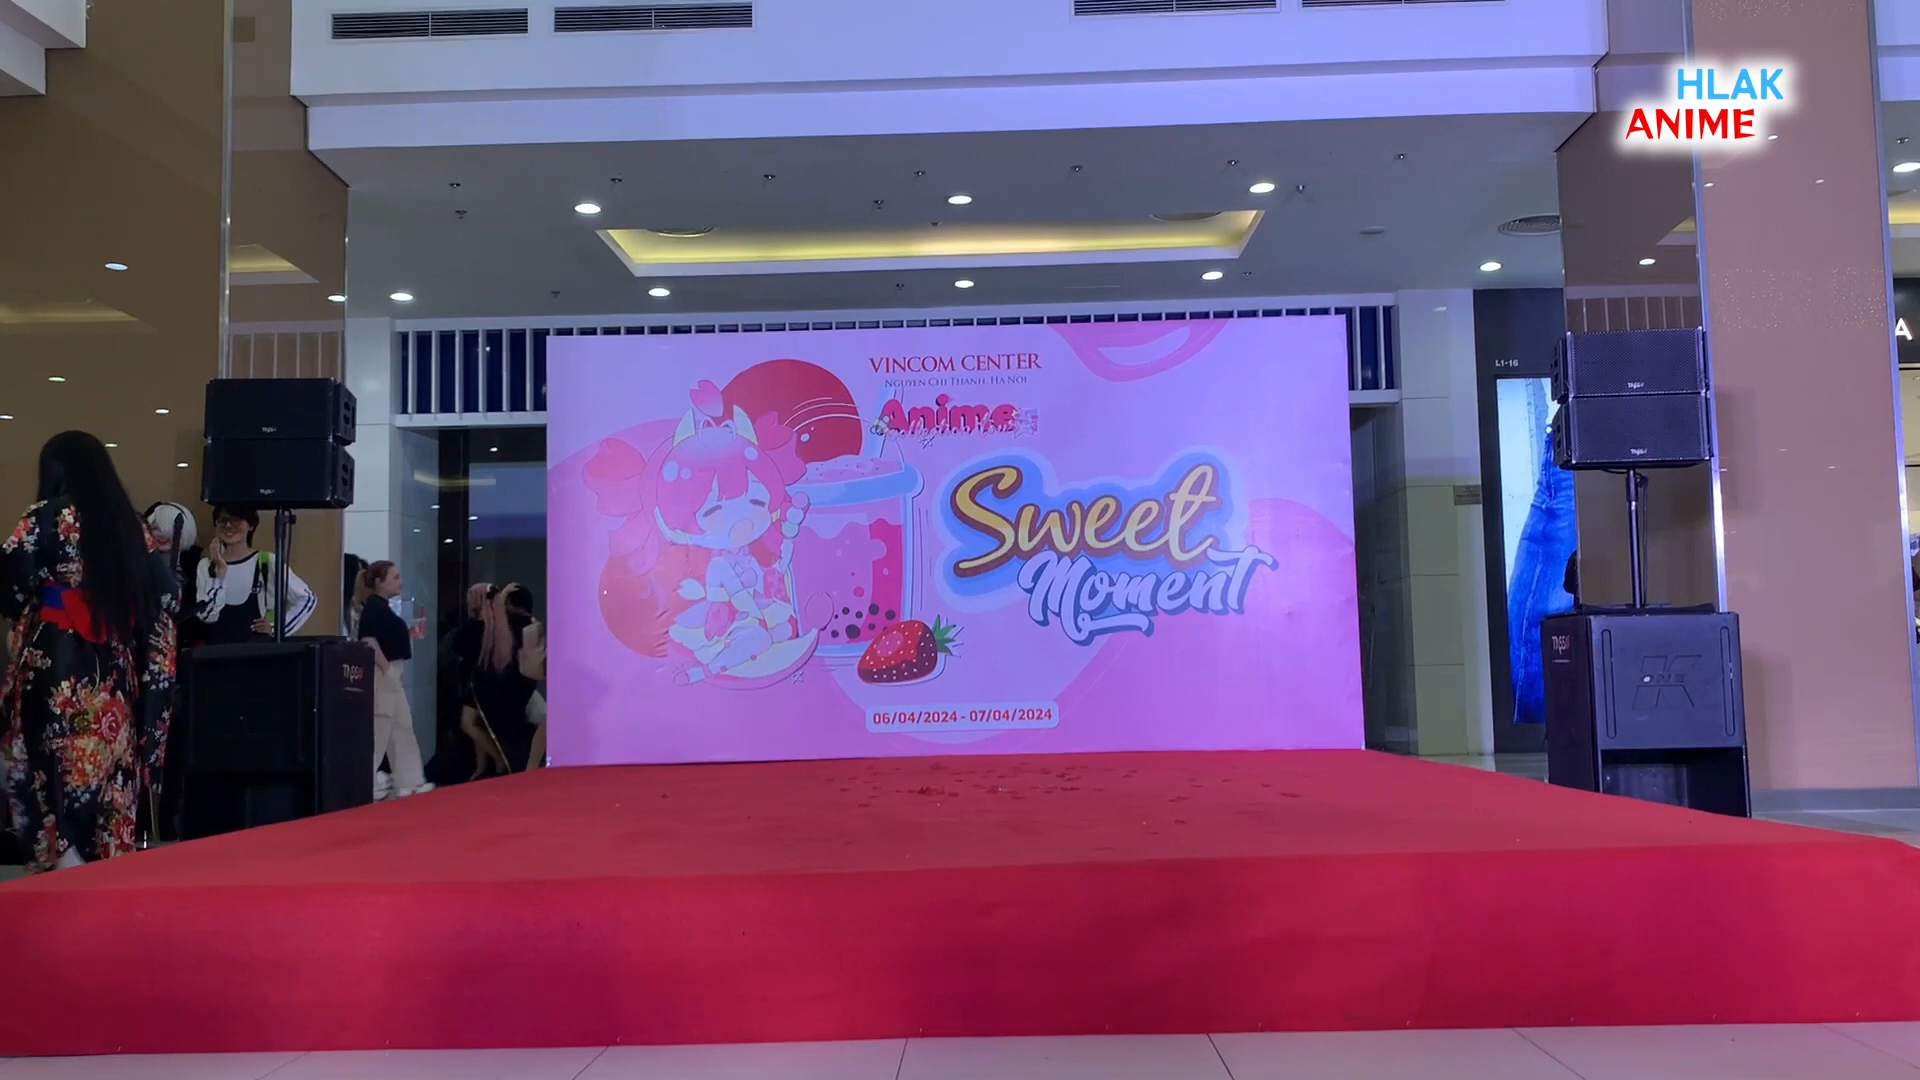 HLAK
ANIME
VINCOM CENTER
NGUYEN CHI THANH, HA NOI
Anime
Sweet
Moment
06/04/2024 - 07/04/2024
L1-16
A
ONE